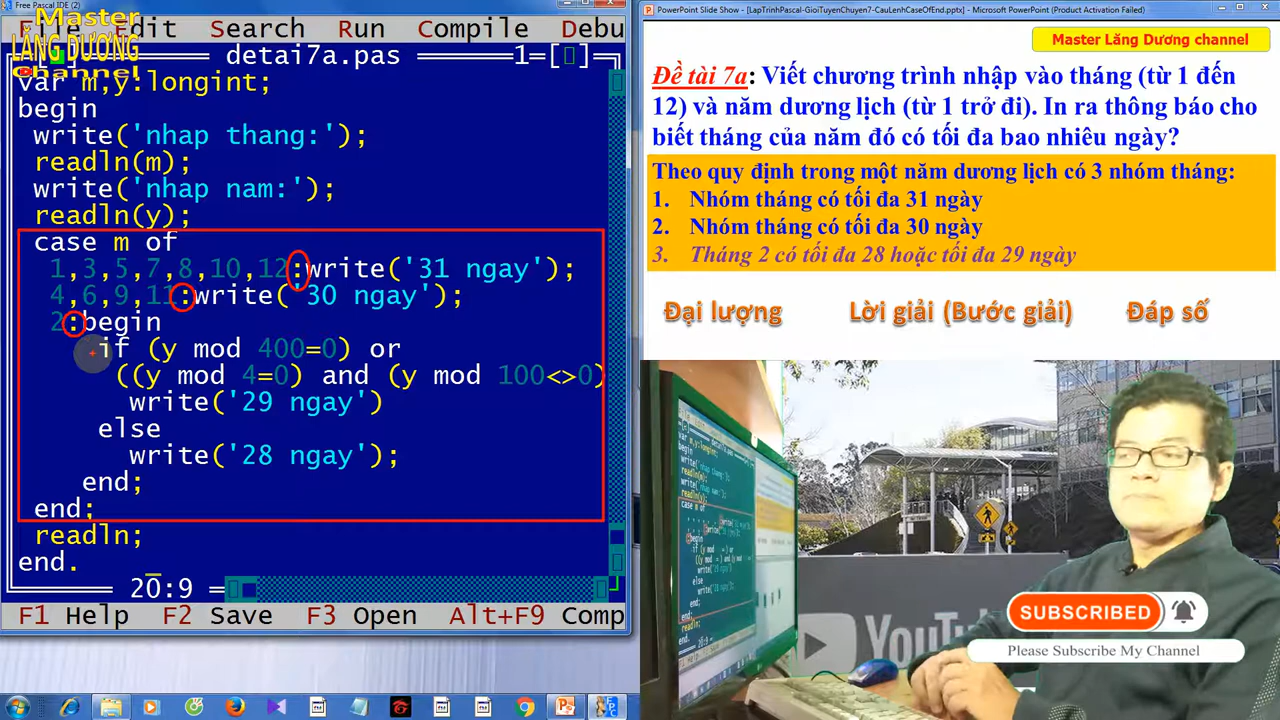 Free Pascal IDE (2)
File Edit Search Run Compile Debu
Master
LĂNG DƯƠNG
Channel
detai7a.pas 1=[ ]
var m,y:longint;
begin
write('nhap thang:');
readln(m);
write('nhap nam:');
readln(y);
case m of
1,3,5,7,8,10,12:write('31 ngay');
4,6,9,11:write('30 ngay');
2:begin
if (y mod 400=0) or
((y mod 4=0) and (y mod 100<>0)
write('29 ngay')
else
write('28 ngay');
end;
end;
readln;
end.
20:9
F1 Help F2 Save F3 Open Alt+F9 Comp
PowerPoint Slide Show - [LapTrinhPascal-GioiTuyenChuyen7-CauLenhCaseOfEnd.pptx] - Microsoft PowerPoint (Product Activation Failed)
Master Lăng Dương channel
Đề tài 7a: Viết chương trình nhập vào tháng (từ 1 đến
12) và năm dương lịch (từ 1 trở đi). In ra thông báo cho
biết tháng của năm đó có tối đa bao nhiêu ngày?
Theo quy định trong một năm dương lịch có 3 nhóm tháng:
1. Nhóm tháng có tối đa 31 ngày
2. Nhóm tháng có tối đa 30 ngày
3. Tháng 2 có tối đa 28 hoặc tối đa 29 ngày
Đại lượng Lời giải (Bước giải) Đáp số
SUBSCRIBED
Please Subscribe My Channel